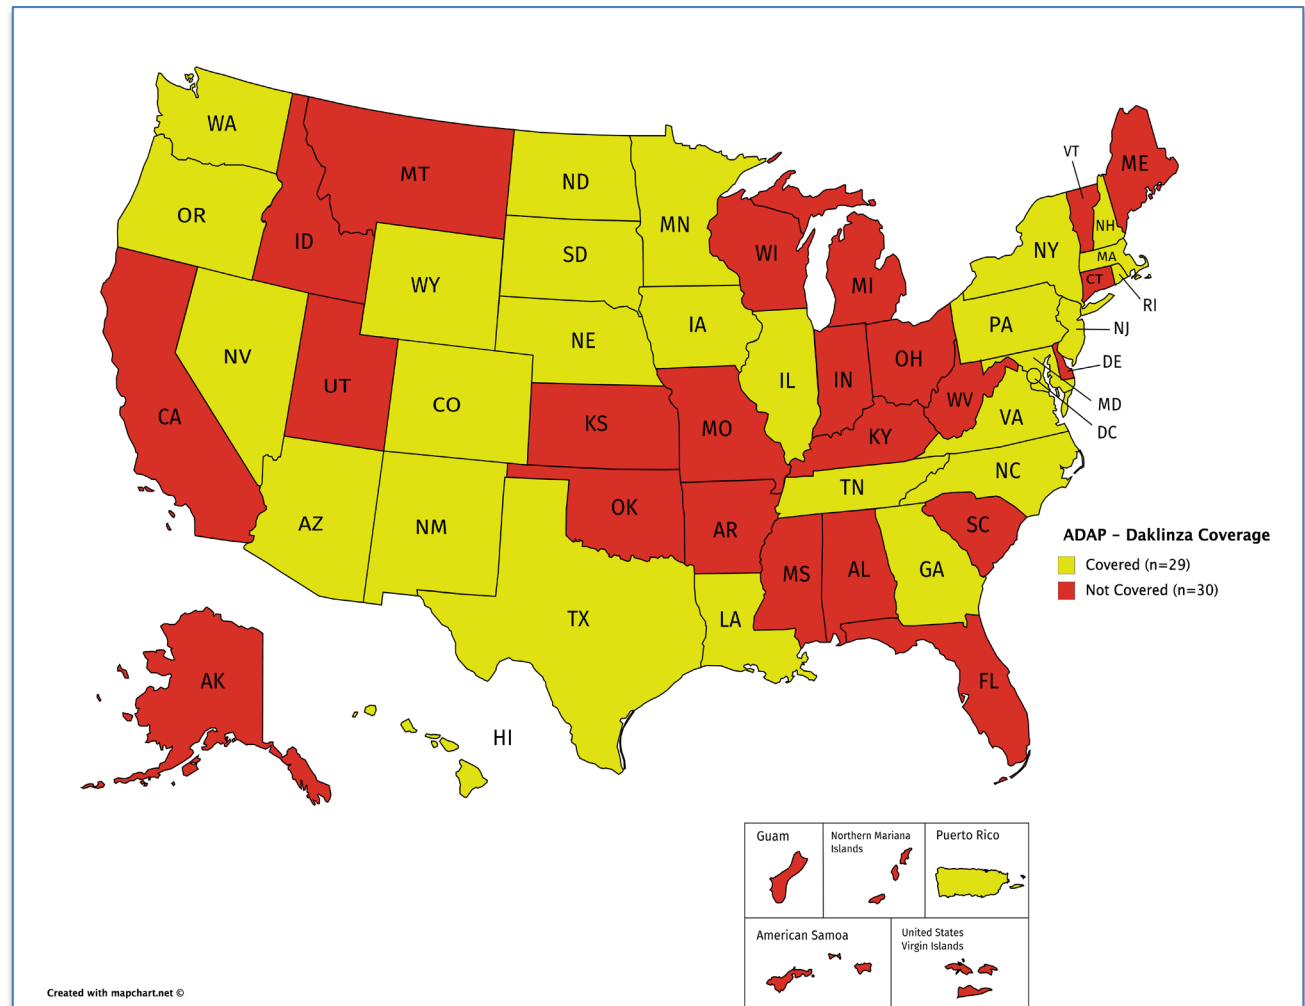 WA
MT
ND
MN
VT
ME
OR
ID
SD
WI
NH
NY
MA
WY
MI
CT
RI
NE
IA
PA
NJ
NV
UT
CO
IL
IN
OH
DE
WV
MD
CA
KS
MO
KY
VA
DC
NC
TN
AZ
NM
OK
AR
SC
MS
AL
GA
TX
LA
ADAP – Daklinza Coverage
Covered (n=29)
Not Covered (n=30)
AK
HI
FL
Guam
Northern Mariana
Islands
Puerto Rico
American Samoa
United States
Virgin Islands
Created with mapchart.net ©